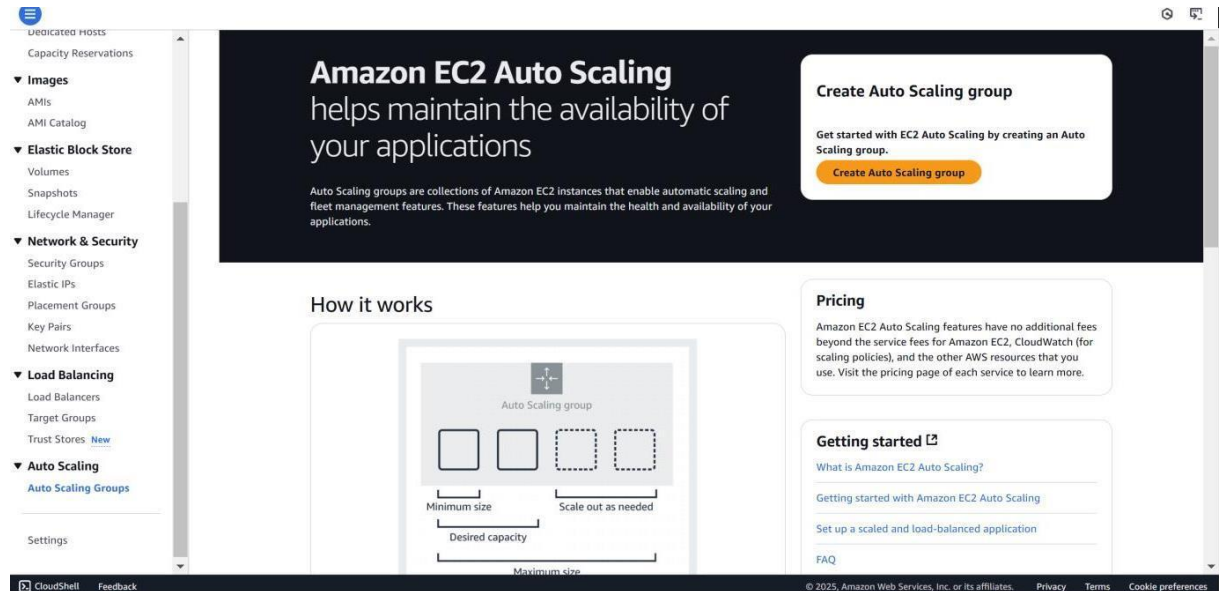 Dedicated Hosts
Capacity Reservations
Images
AMIs
AMI Catalog
Elastic Block Store
Volumes
Snapshots
Lifecycle Manager
Network & Security
Security Groups
Elastic IPs
Placement Groups
Key Pairs
Network Interfaces
Load Balancing
Load Balancers
Target Groups
Trust Stores New
Auto Scaling
Auto Scaling Groups
Settings
Amazon EC2 Auto Scaling
helps maintain the availability of
your applications
Auto Scaling groups are collections of Amazon EC2 instances that enable automatic scaling and
fleet management features. These features help you maintain the health and availability of your
applications.
Create Auto Scaling group
Get started with EC2 Auto Scaling by creating an Auto
Scaling group.
Create Auto Scaling group
How it works
Auto Scaling group
Minimum size
Scale out as needed
Desired capacity
Maximum size
Pricing
Amazon EC2 Auto Scaling features have no additional fees
beyond the service fees for Amazon EC2, CloudWatch (for
scaling policies), and the other AWS resources that you
use. Visit the pricing page of each service to learn more.
Getting started
What is Amazon EC2 Auto Scaling?
Getting started with Amazon EC2 Auto Scaling
Set up a scaled and load-balanced application
FAQ
CloudShell Feedback
© 2025, Amazon Web Services, Inc. or its affiliates. Privacy Terms Cookie preferences